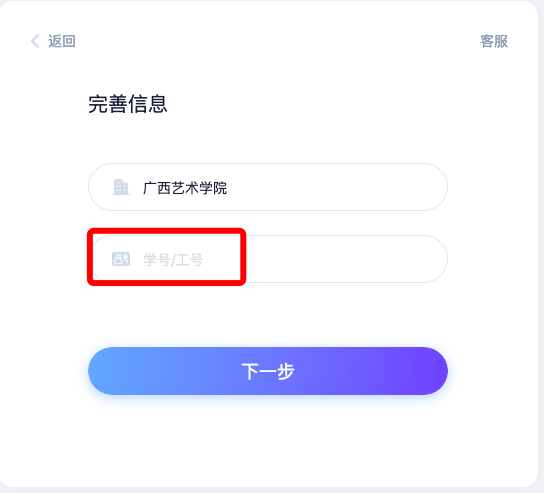 返回
客服
完善信息
广西艺术学院
学号/工号
下一步